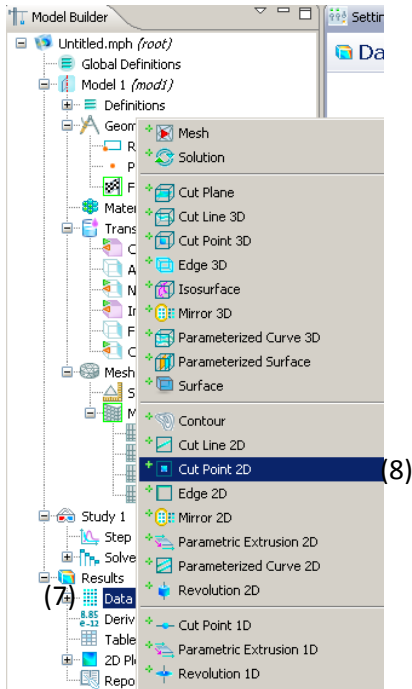 Model Builder
Settin
Untitled.mph (root)
Da
Global Definitions
Model 1 (mod1)
Definitions
Geom
Mesh
R
Solution
P
F
Cut Plane
Mater
Cut Line 3D
Trans
Cut Point 3D
C
A
Edge 3D
N
Isosurface
In
Mirror 3D
F
Parameterized Curve 3D
C
Parameterized Surface
Mesh
Surface
S
M
Contour
Cut Line 2D
Cut Point 2D
(8)
Edge 2D
Study 1
Mirror 2D
Step
Parametric Extrusion 2D
Solve
Parameterized Curve 2D
Results
Revolution 2D
(7)
Data
8.85
e-12
Deriv
Cut Point 1D
Table
Parametric Extrusion 1D
2D Pl
Revolution 1D
Repo